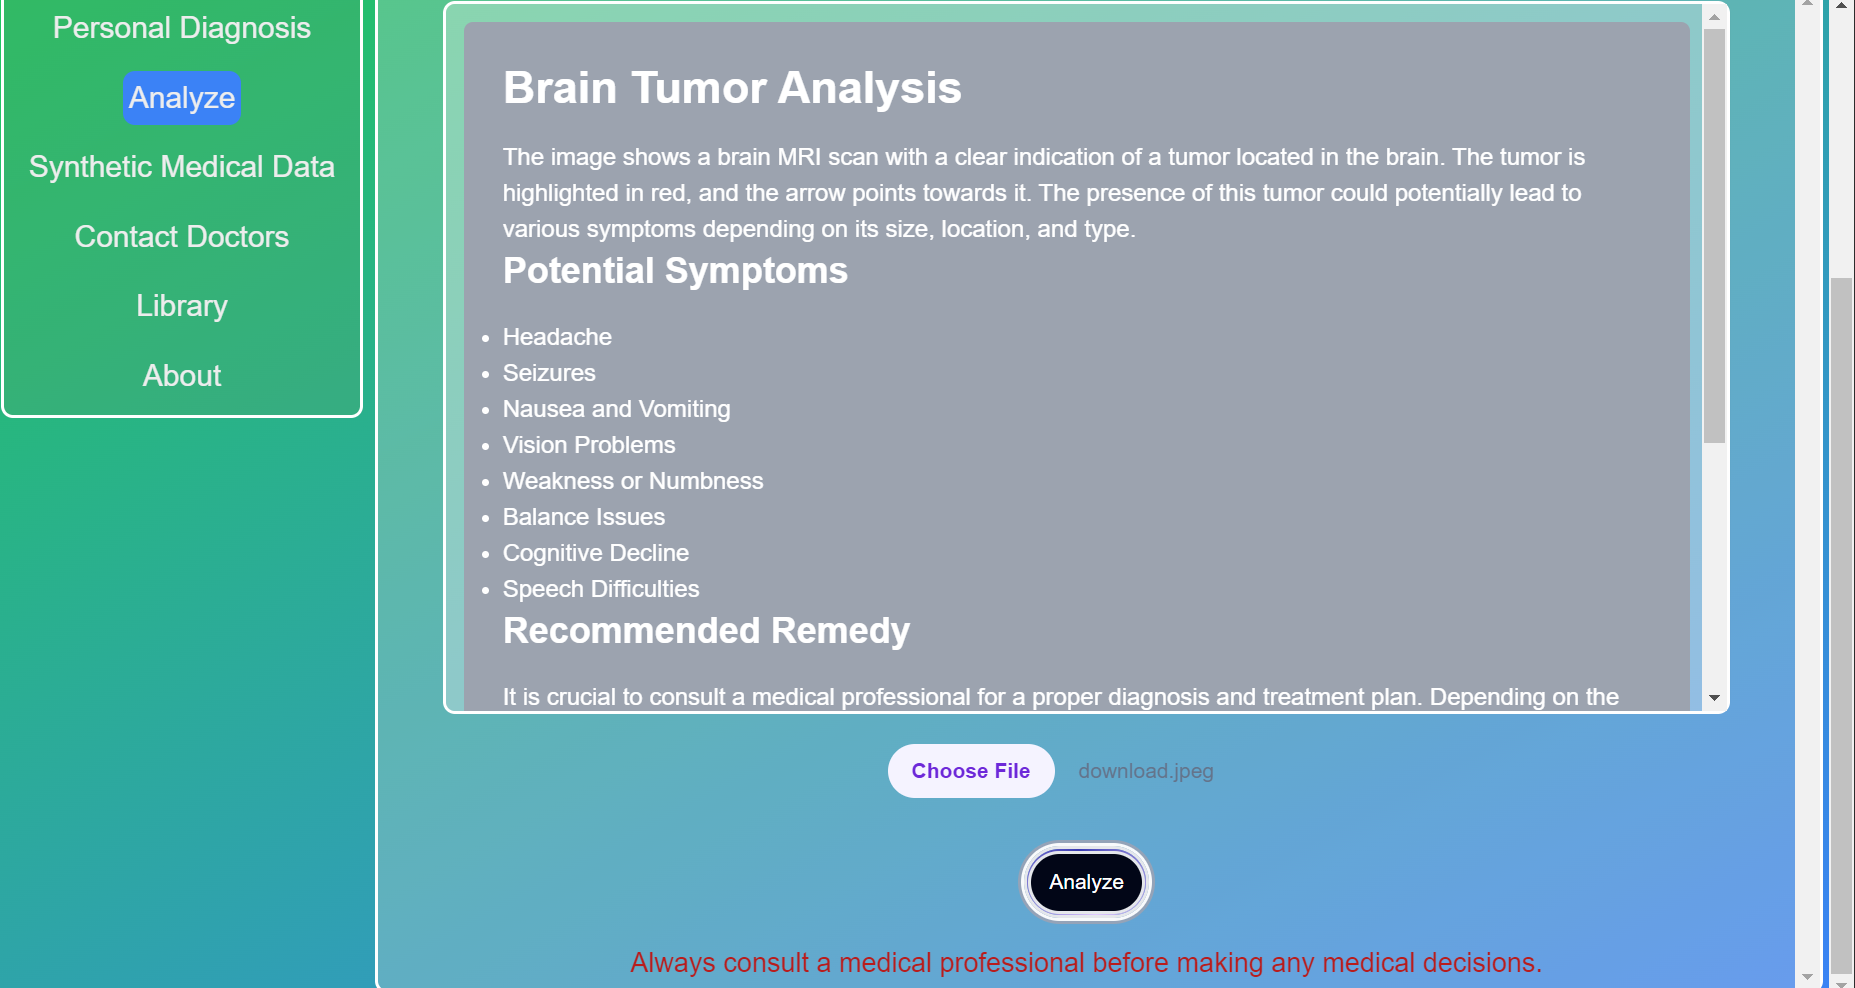 Personal Diagnosis
Analyze
Synthetic Medical Data
Contact Doctors
Library
About
Brain Tumor Analysis
The image shows a brain MRI scan with a clear indication of a tumor located in the brain. The tumor is
highlighted in red, and the arrow points towards it. The presence of this tumor could potentially lead to
various symptoms depending on its size, location, and type.
Potential Symptoms
Headache
Seizures
Nausea and Vomiting
Vision Problems
Weakness or Numbness
Balance Issues
Cognitive Decline
Speech Difficulties
Recommended Remedy
It is crucial to consult a medical professional for a proper diagnosis and treatment plan. Depending on the
Choose File
download.jpeg
Analyze
Always consult a medical professional before making any medical decisions.